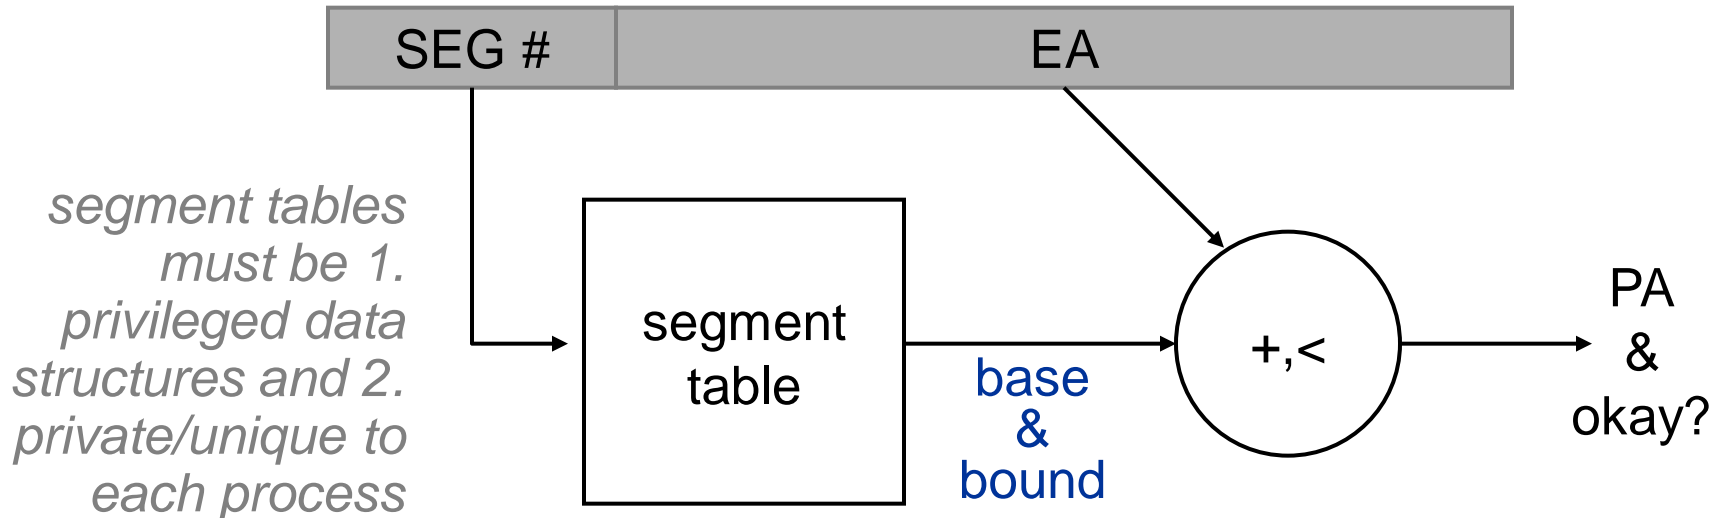 SEG #
EA
segment tables
must be 1.
privileged data
structures and 2.
private/unique to
each process
segment
table
base
&
bound
+,<
PA
&
okay?